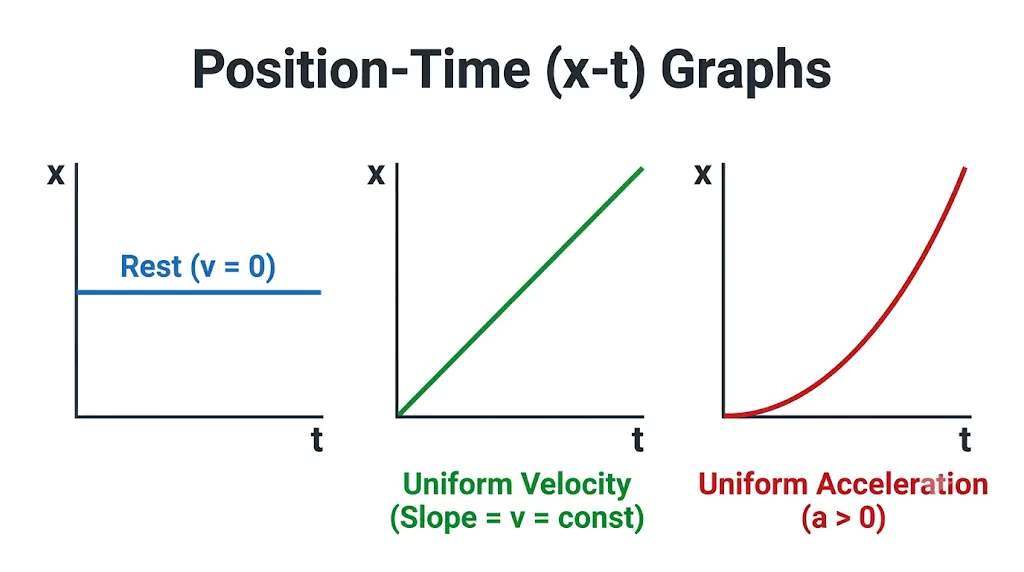 Position-Time (x-t) Graphs
x
Rest (v = 0)
t
x
t
Uniform Velocity
(Slope = v = const)
x
t
Uniform Acceleration
(a > 0)